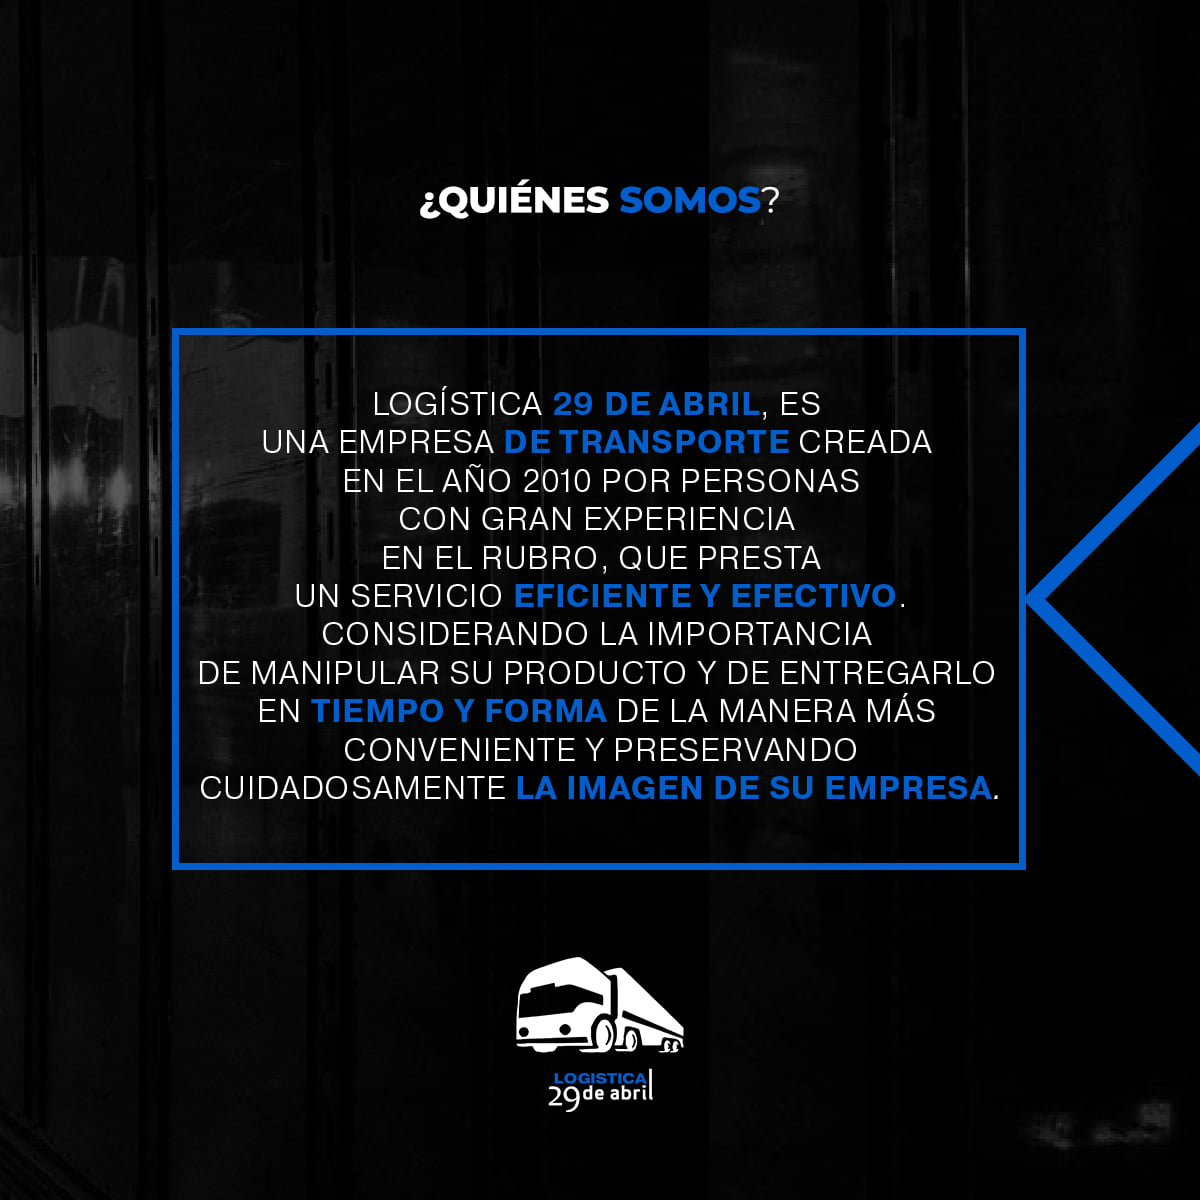 ¿QUIÉNES SOMOS?
LOGÍSTICA 29 DE ABRIL, ES
UNA EMPRESA DE TRANSPORTE CREADA
EN EL AÑO 2010 POR PERSONAS
CON GRAN EXPERIENCIA
EN EL RUBRO, QUE PRESTA
UN SERVICIO EFICIENTE Y EFECTIVO.
CONSIDERANDO LA IMPORTANCIA
DE MANIPULAR SU PRODUCTO Y DE ENTREGARLO
EN TIEMPO Y FORMA DE LA MANERA MÁS
CONVENIENTE Y PRESERVANDO
CUIDADOSAMENTE LA IMAGEN DE SU EMPRESA.
LOGISTICA
29 de abril